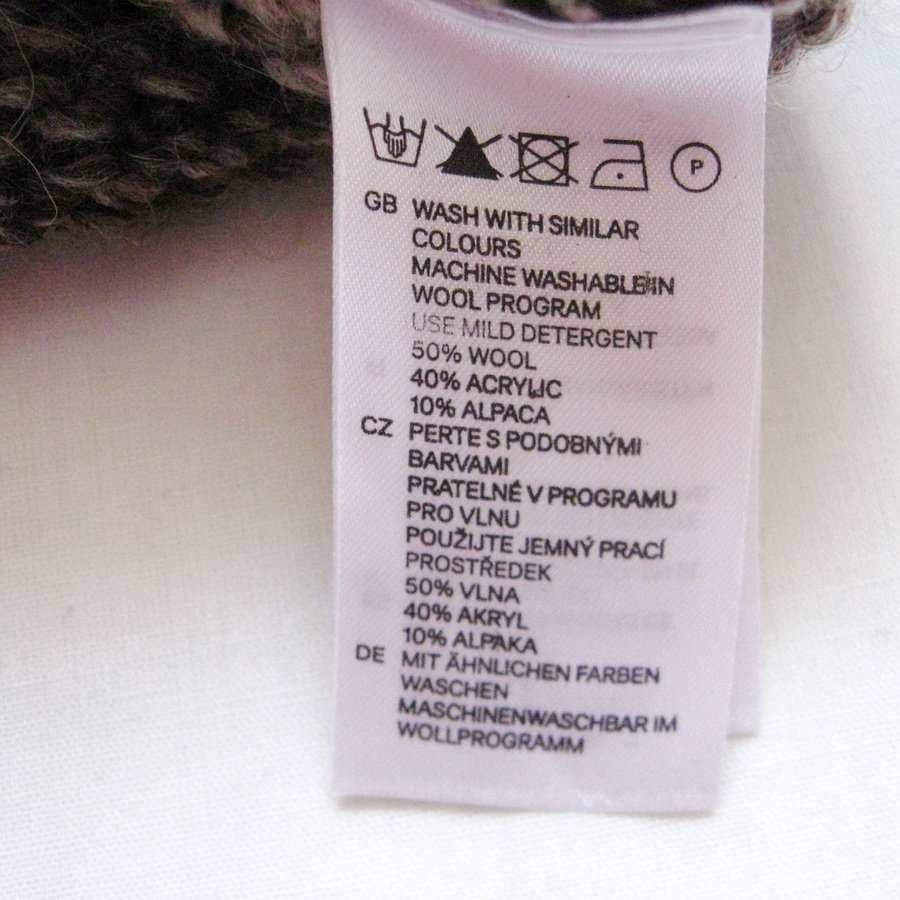 P
GB WASH WITH SIMILAR
COLOURS
MACHINE WASHABLE IN
WOOL PROGRAM
USE MILD DETERGENT
50% WOOL
40% ACRYLIC
10% ALPACA
CZ PERTE S PODOBNÝMI
BARVAMI
PRATELNÉ V PROGRAMU
PRO VLNU
POUŽIJTE JEMNÝ PRACÍ
PROSTŘEDEK
50% VLNA
40% AKRYL
10% ALPAKA
DE MIT ÄHNLICHEN FARBEN
WASCHEN
MASCHINENWASCHBAR IM
WOLLPROGRAMM